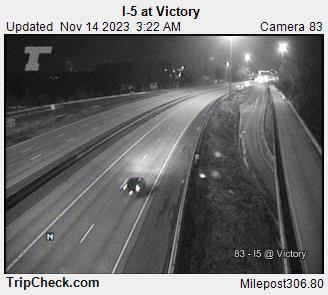 I-5 at Victory
Updated Nov 14 2023 3:22 AM Camera 83
T
N
83 - I5 @ Victory
TripCheck.com Milepost306.80